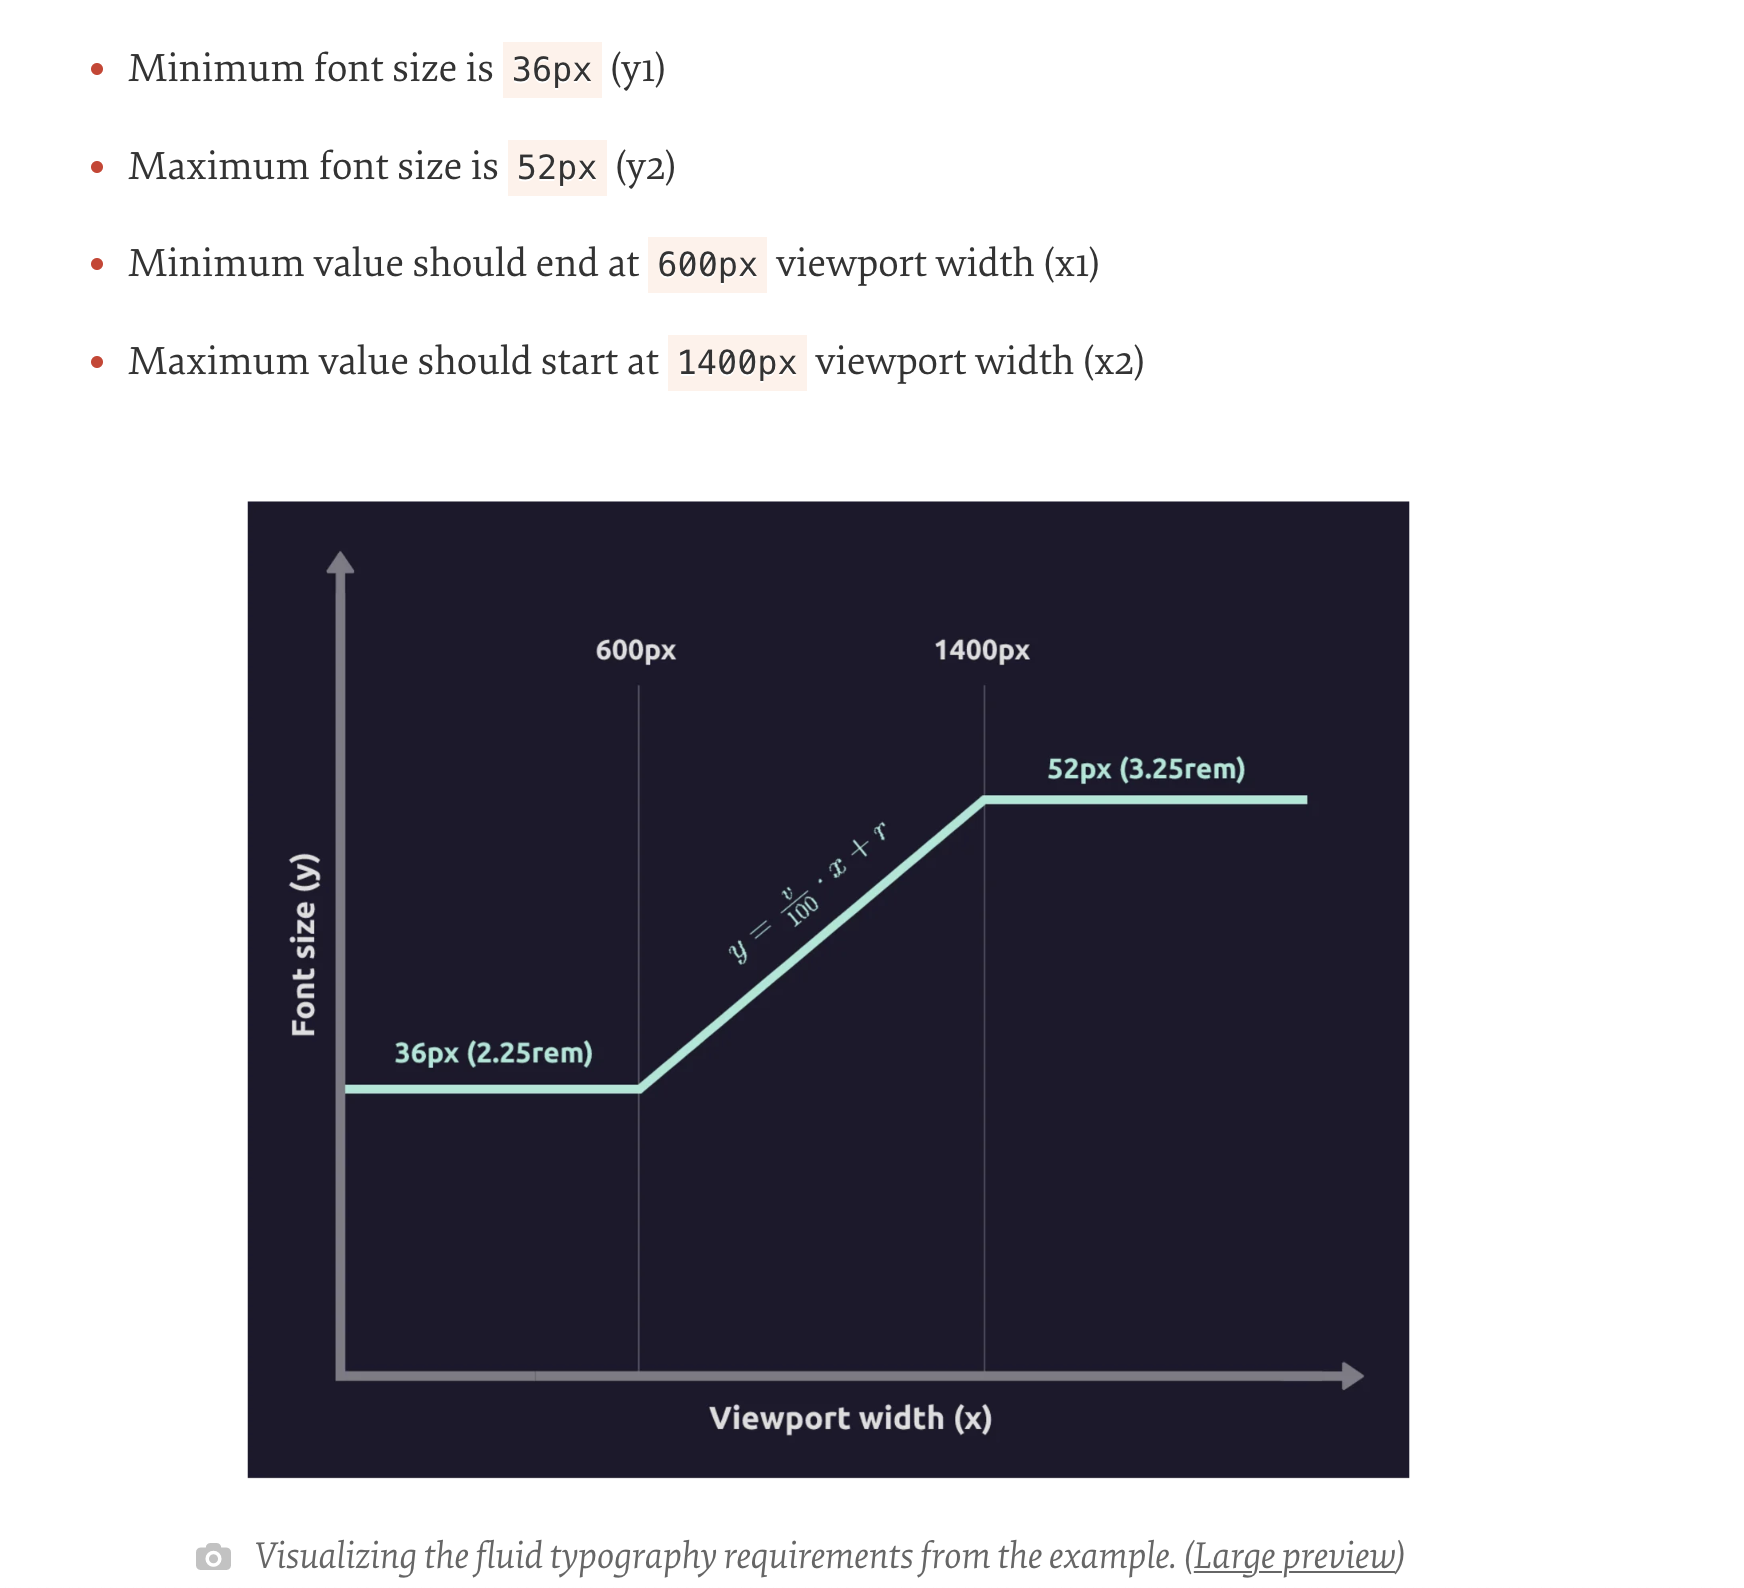 Minimum font size is 36px (y1)
Maximum font size is 52px (y2)
Minimum value should end at 600px viewport width (x1)
Maximum value should start at 1400px viewport width (x2)
600px
1400px
52px (3.25rem)
y = v/100 · x + r
Font size (y)
36px (2.25rem)
Viewport width (x)
Visualizing the fluid typography requirements from the example. (Large preview)